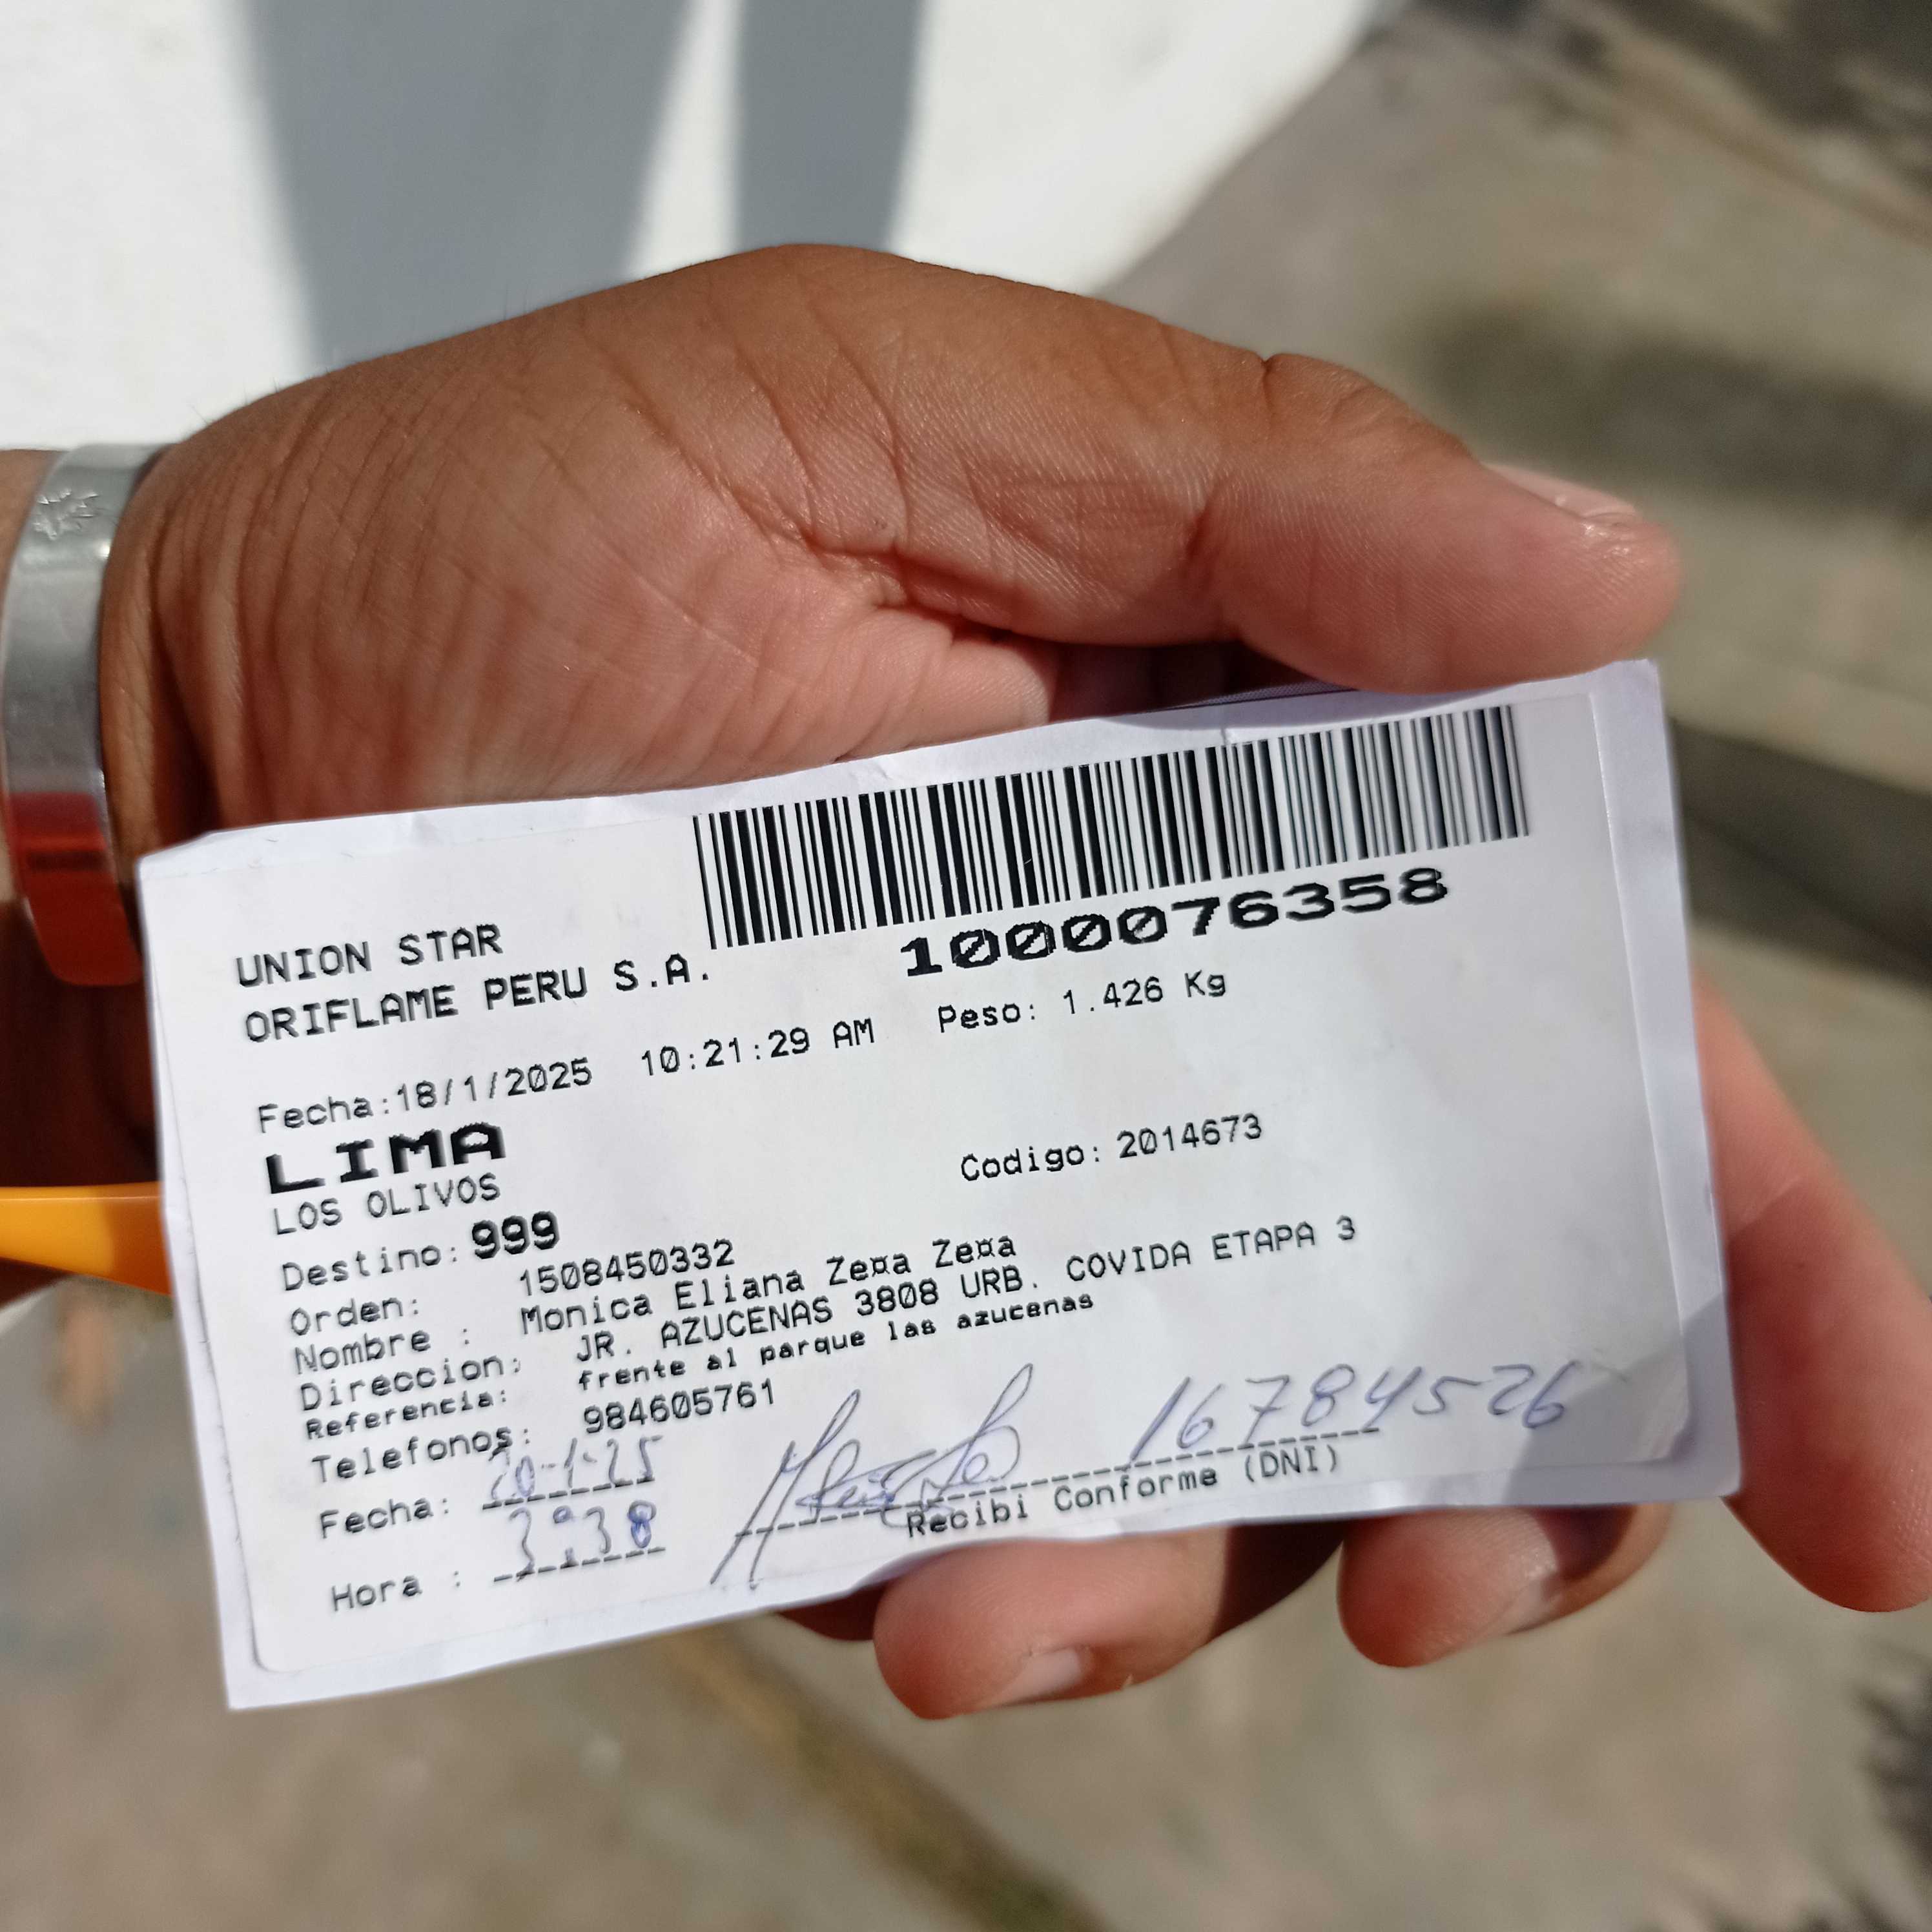 UNION STAR
ORIFLAME PERU S.A.
1000076358
Fecha:18/1/2025 10:21:29 AM Peso: 1.426 Kg
LIMA
LOS OLIVOS
Codigo: 2014673
Destino: 999
Orden: 1508450332
Nombre : Monica Eliana Ze¤a Ze¤a
Direccion: JR. AZUCENAS 3808 URB. COVIDA ETAPA 3
Referencia: frente al parque las azucenas
Telefonos: 984605761
Fecha: 20-1-25
Hora : 3:38
16784526
Recibi Conforme (DNI)